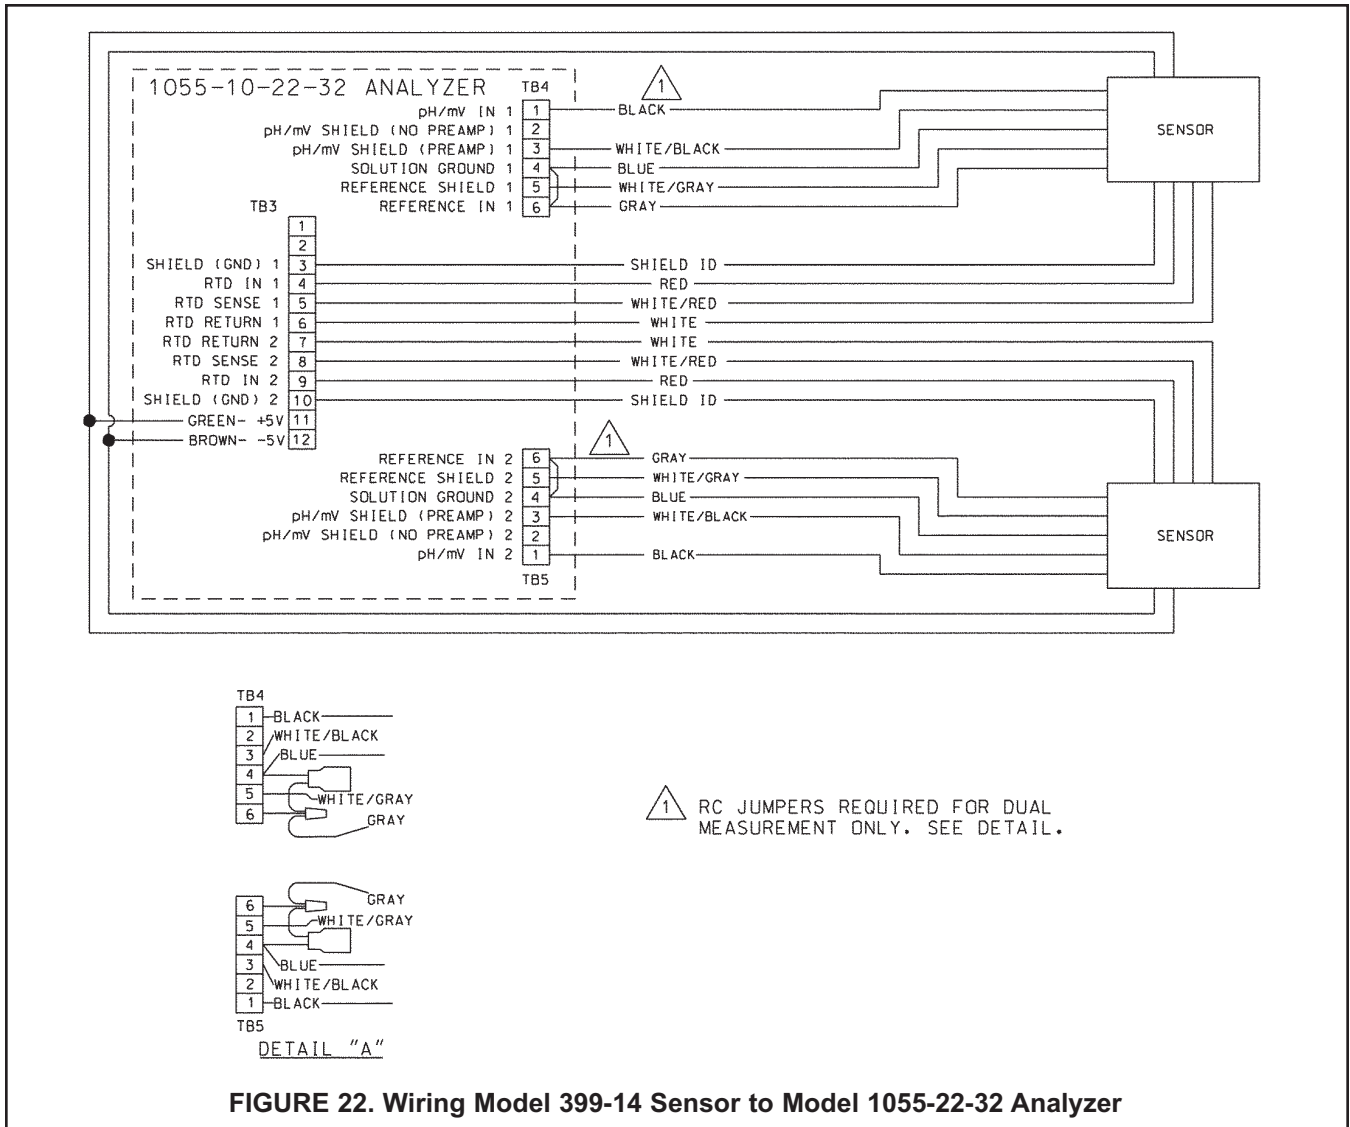 1055-10-22-32 ANALYZER
TB4
1
pH/mV IN 1 1 BLACK
pH/mV SHIELD (NO PREAMP) 1 2
pH/mV SHIELD (PREAMP) 1 3 WHITE/BLACK
SOLUTION GROUND 1 4 BLUE
REFERENCE SHIELD 1 5 WHITE/GRAY
REFERENCE IN 1 6 GRAY
SENSOR
TB3
1
2
SHIELD (GND) 1 3 SHIELD ID
RTD IN 1 4 RED
RTD SENSE 1 5 WHITE/RED
RTD RETURN 1 6 WHITE
RTD RETURN 2 7 WHITE
RTD SENSE 2 8 WHITE/RED
RTD IN 2 9 RED
SHIELD (GND) 2 10 SHIELD ID
GREEN- +5V 11
BROWN- -5V 12
1
REFERENCE IN 2 6 GRAY
REFERENCE SHIELD 2 5 WHITE/GRAY
SOLUTION GROUND 2 4 BLUE
pH/mV SHIELD (PREAMP) 2 3 WHITE/BLACK
pH/mV SHIELD (NO PREAMP) 2 2
pH/mV IN 2 1 BLACK
TB5
SENSOR
TB4
1 BLACK
2 WHITE/BLACK
3 BLUE
4
5 WHITE/GRAY
6 GRAY
1 RC JUMPERS REQUIRED FOR DUAL
MEASUREMENT ONLY. SEE DETAIL.
GRAY
6
5 WHITE/GRAY
4
3 BLUE
2 WHITE/BLACK
1 BLACK
TB5
DETAIL "A"
FIGURE 22. Wiring Model 399-14 Sensor to Model 1055-22-32 Analyzer